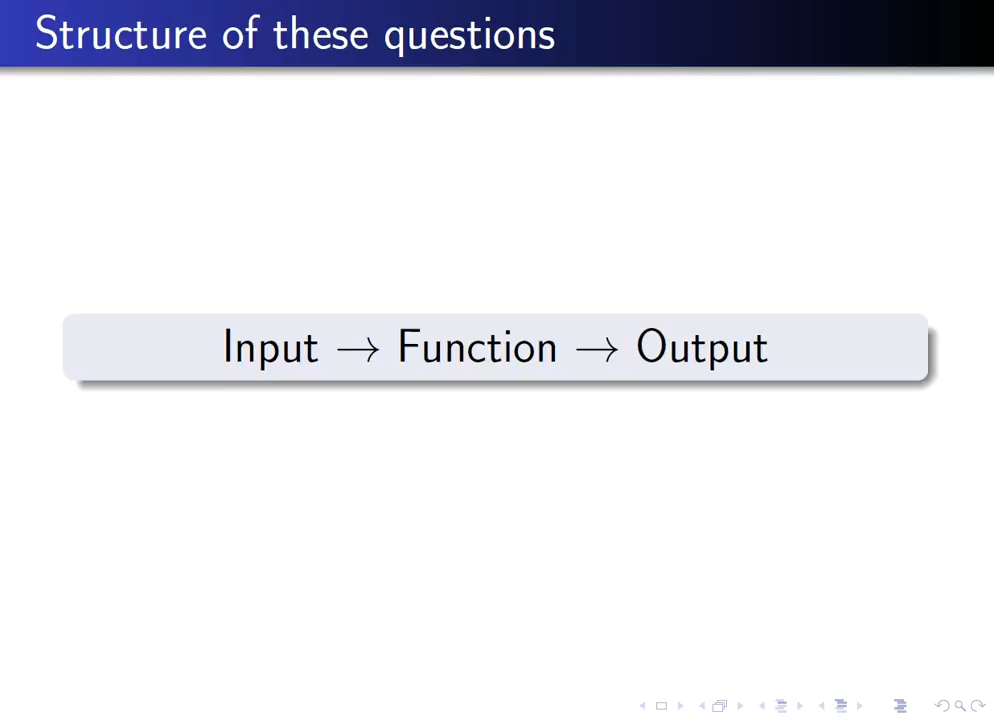 Structure of these questions
Input → Function → Output